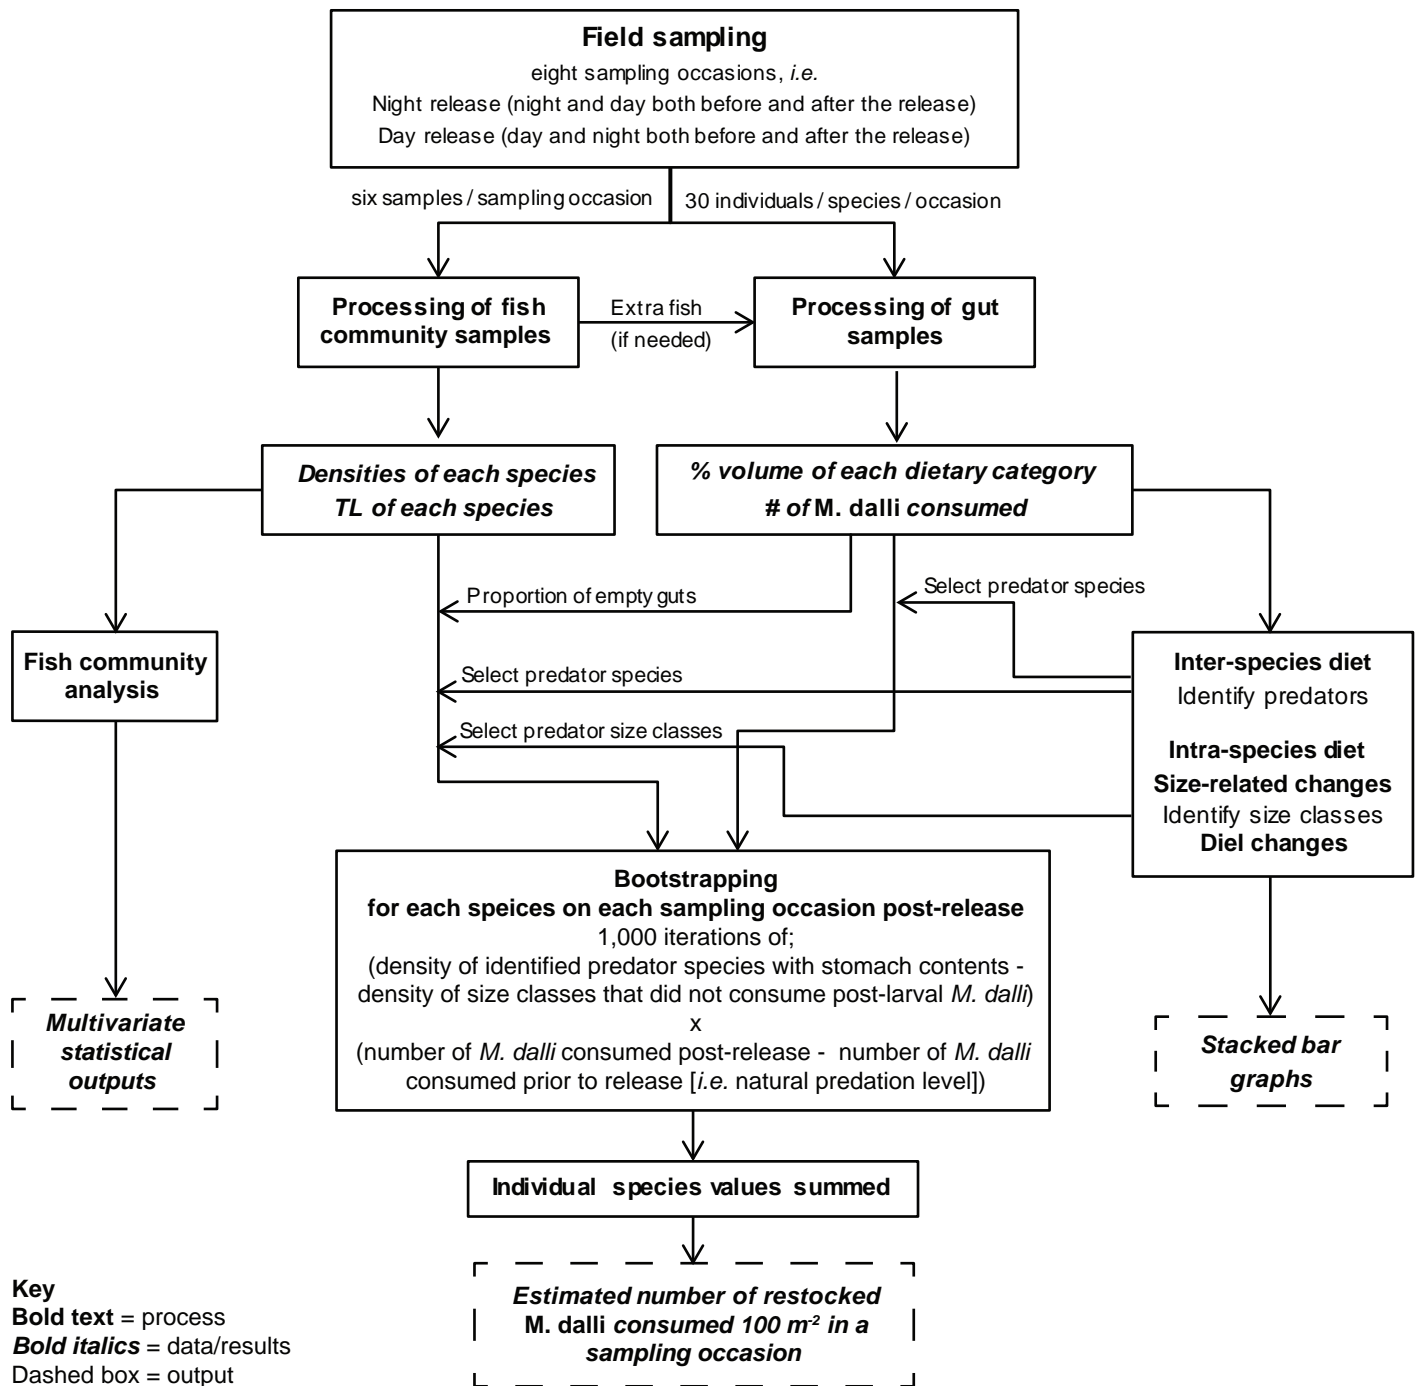 Field sampling
eight sampling occasions, i.e.
Night release (night and day both before and after the release)
Day release (day and night both before and after the release)
six samples / sampling occasion
30 individuals / species / occasion
Processing of fish
community samples
Extra fish
(if needed)
Processing of gut
samples
Densities of each species
TL of each species
% volume of each dietary category
# of M. dalli consumed
Proportion of empty guts
Select predator species
Fish community
analysis
Select predator species
Select predator size classes
Inter-species diet
Identify predators
Intra-species diet
Size-related changes
Identify size classes
Diel changes
Bootstrapping
for each speices on each sampling occasion post-release
1,000 iterations of;
(density of identified predator species with stomach contents -
density of size classes that did not consume post-larval M. dalli)
x
(number of M. dalli consumed post-release - number of M. dalli
consumed prior to release [i.e. natural predation level])
Multivariate
statistical
outputs
Stacked bar
graphs
Individual species values summed
Estimated number of restocked
M. dalli consumed 100 m⁻² in a
sampling occasion
Key
Bold text = process
Bold italics = data/results
Dashed box = output